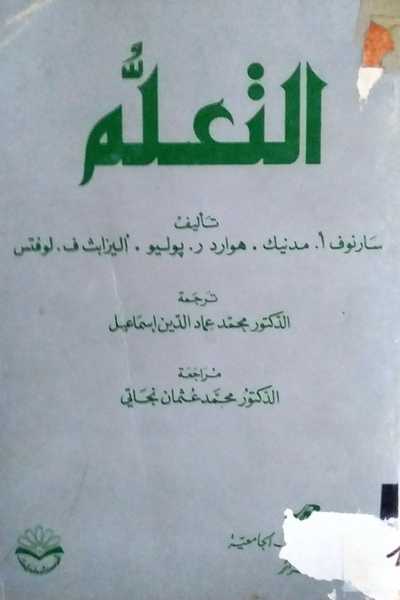 التعلُّم
تأليف
سارنوف أ. مدنيك . هوارد ر. پوليو . اليزابث ف. لوفتس
ترجمة
الدكتور محمد عماد الدين إسماعيل
مراجعة
الدكتور محمد عثمان نجاتي
الجامعية